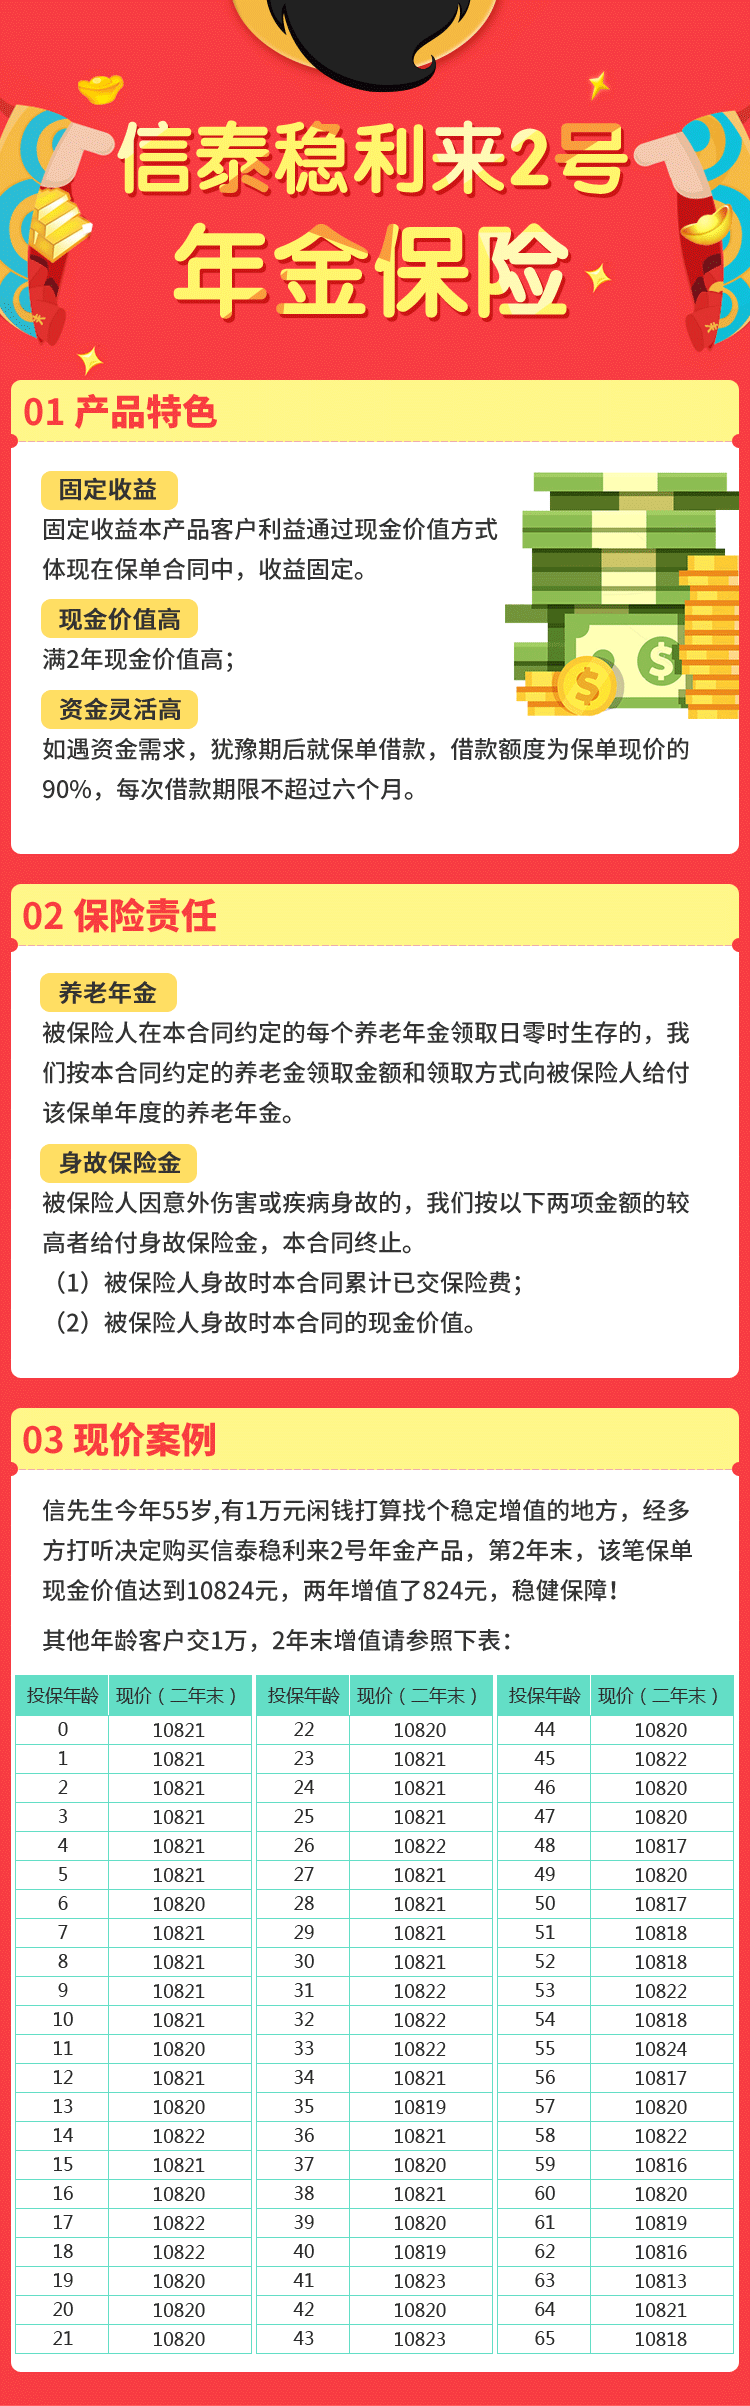 信泰稳利来2号
年金保险
01 产品特色
固定收益
固定收益本产品客户利益通过现金价值方式
体现在保单合同中，收益固定。
现金价值高
满2年现金价值高；
资金灵活高
如遇资金需求，犹豫期后就保单借款，借款额度为保单现价的
90%，每次借款期限不超过六个月。
02 保险责任
养老年金
被保险人在本合同约定的每个养老年金领取日零时生存的，我
们按本合同约定的养老金领取金额和领取方式向被保险人给付
该保单年度的养老年金。
身故保险金
被保险人因意外伤害或疾病身故的，我们按以下两项金额的较
高者给付身故保险金，本合同终止。
（1）被保险人身故时本合同累计已交保险费；
（2）被保险人身故时本合同的现金价值。
03 现价案例
信先生今年55岁,有1万元闲钱打算找个稳定增值的地方，经多
方打听决定购买信泰稳利来2号年金产品，第2年末，该笔保单
现金价值达到10824元，两年增值了824元，稳健保障！
其他年龄客户交1万，2年末增值请参照下表：
投保年龄 现价（二年末） 投保年龄 现价（二年末） 投保年龄 现价（二年末）
0 10821 22 10820 44 10820
1 10821 23 10821 45 10822
2 10821 24 10821 46 10820
3 10821 25 10821 47 10820
4 10821 26 10822 48 10817
5 10821 27 10821 49 10820
6 10820 28 10821 50 10817
7 10821 29 10821 51 10818
8 10821 30 10821 52 10818
9 10821 31 10822 53 10822
10 10821 32 10822 54 10818
11 10820 33 10822 55 10824
12 10821 34 10821 56 10817
13 10820 35 10819 57 10820
14 10822 36 10821 58 10822
15 10821 37 10820 59 10816
16 10820 38 10821 60 10820
17 10822 39 10820 61 10819
18 10822 40 10819 62 10816
19 10820 41 10823 63 10813
20 10820 42 10820 64 10821
21 10820 43 10823 65 10818